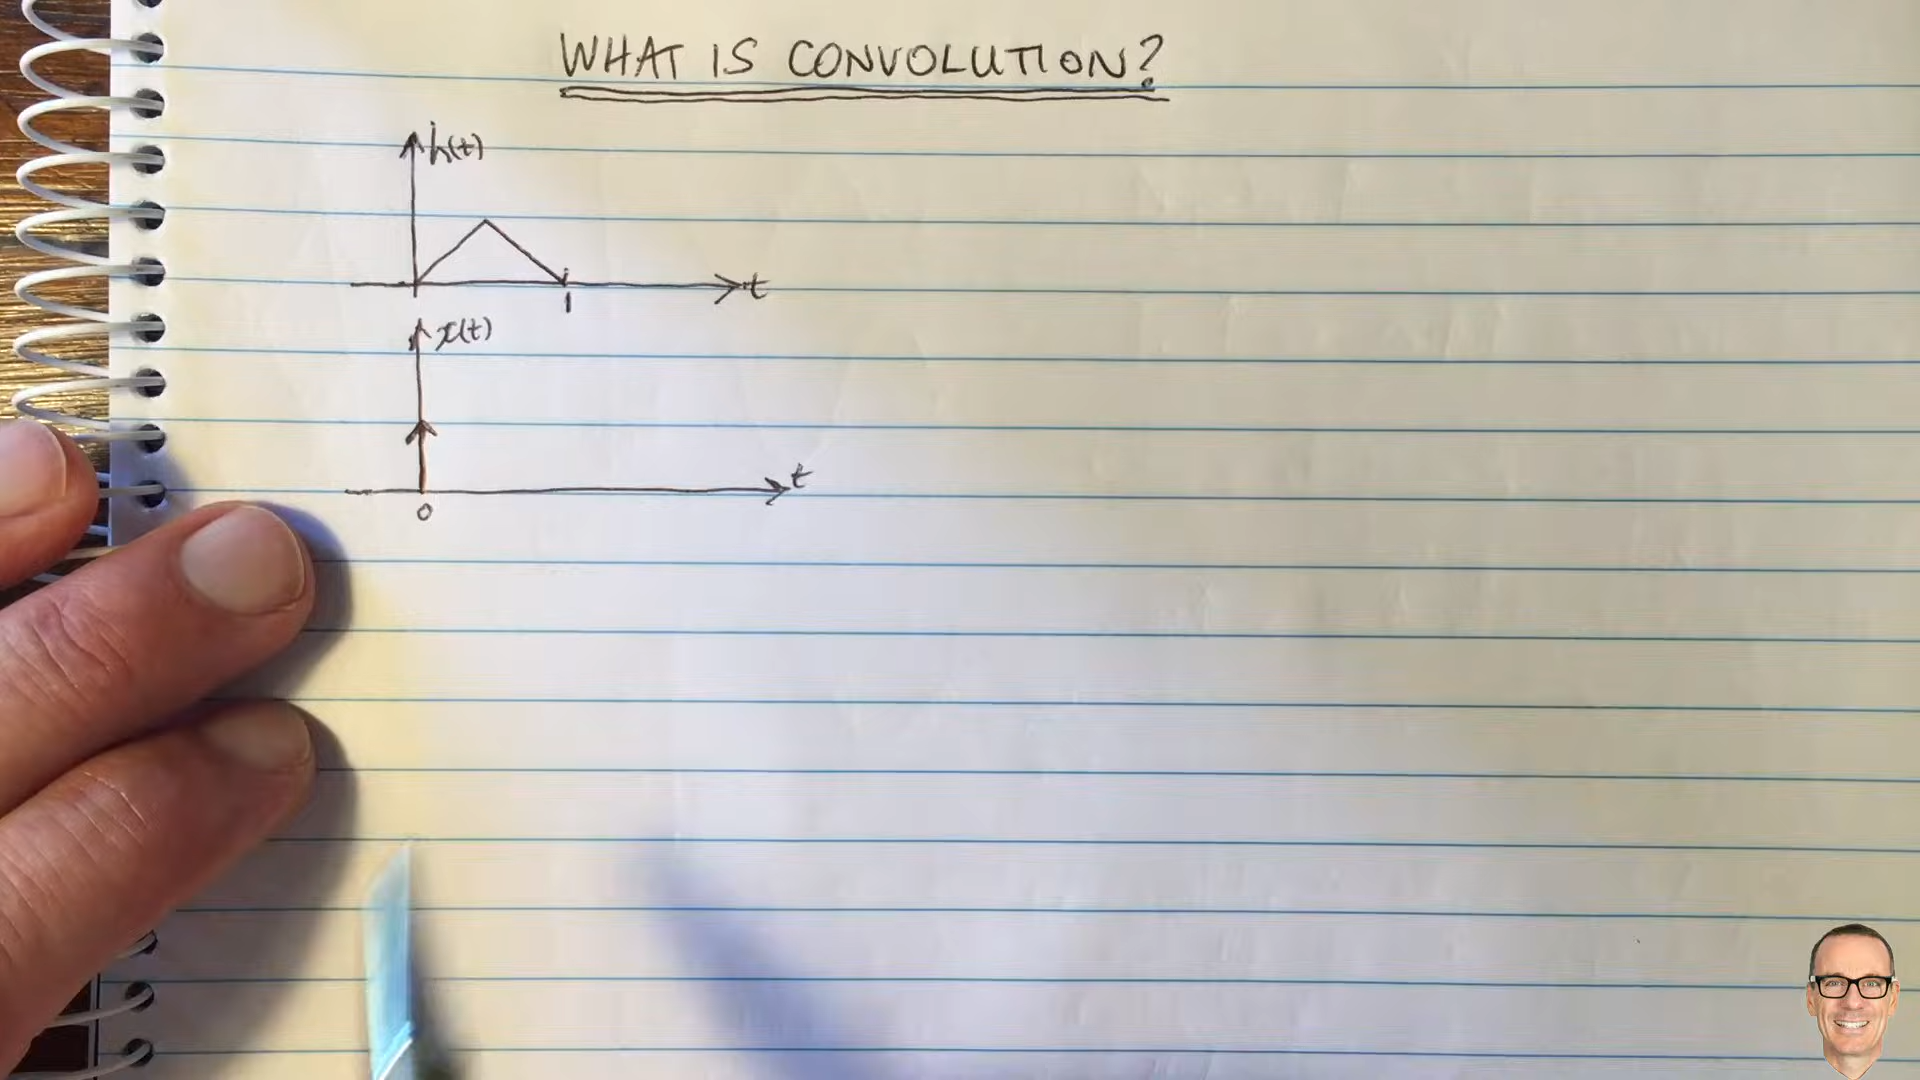 WHAT IS CONVOLUTION?
h(t)
t
1
x(t)
t
0